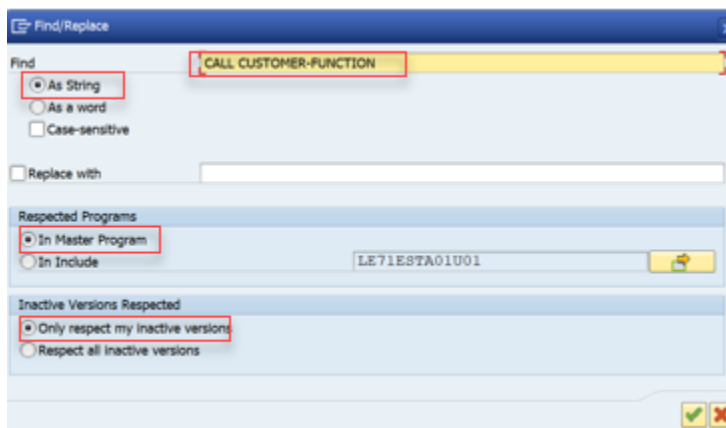 Find/Replace
Find CALL CUSTOMER-FUNCTION
As String
As a word
Case-sensitive
Replace with
Respected Programs
In Master Program
In Include LE71ESTA01U01
Inactive Versions Respected
Only respect my inactive versions
Respect all inactive versions